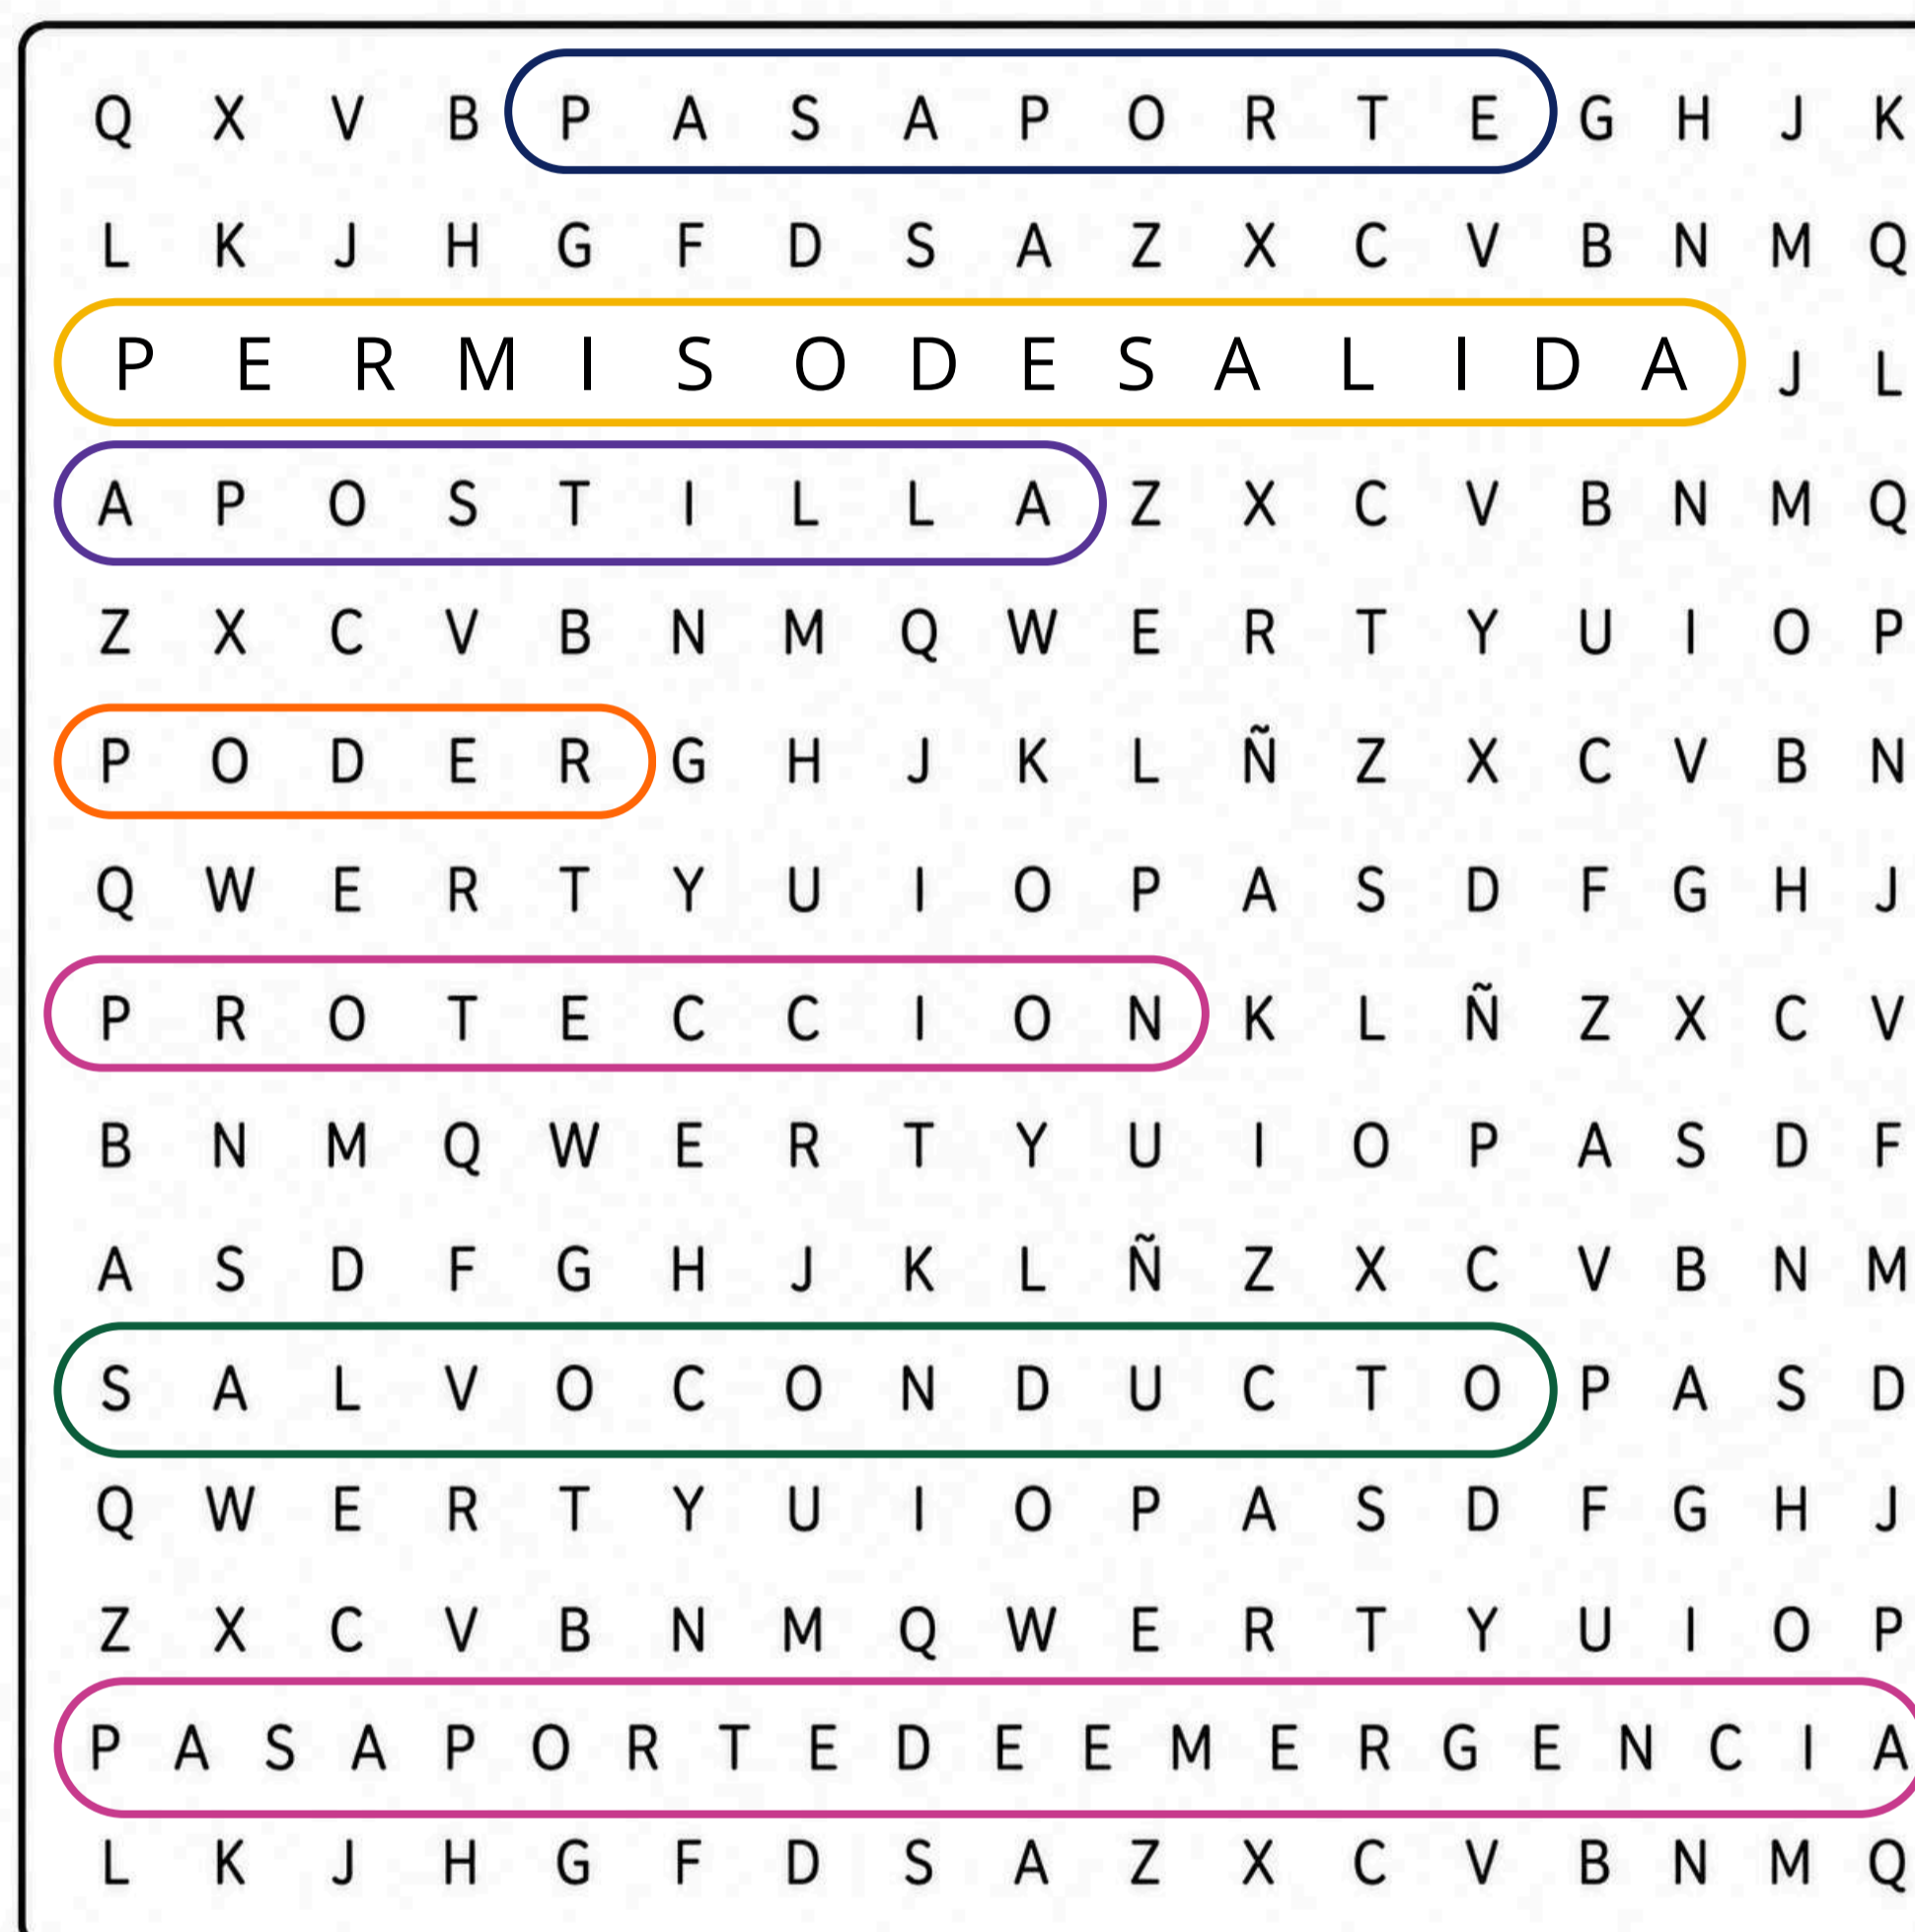 Q X V B P A S A P O R T E G H J K
L K J H G F D S A Z X C V B N M Q
P E R M I S O D E S A L I D A J L
A P O S T I L L A Z X C V B N M Q
Z X C V B N M Q W E R T Y U I O P
P O D E R G H J K L Ñ Z X C V B N
Q W E R T Y U I O P A S D F G H J
P R O T E C C I O N K L Ñ Z X C V
B N M Q W E R T Y U I O P A S D F
A S D F G H J K L Ñ Z X C V B N M
S A L V O C O N D U C T O P A S D
Q W E R T Y U I O P A S D F G H J
Z X C V B N M Q W E R T Y U I O P
P A S A P O R T E D E E M E R G E N C I A
L K J H G F D S A Z X C V B N M Q